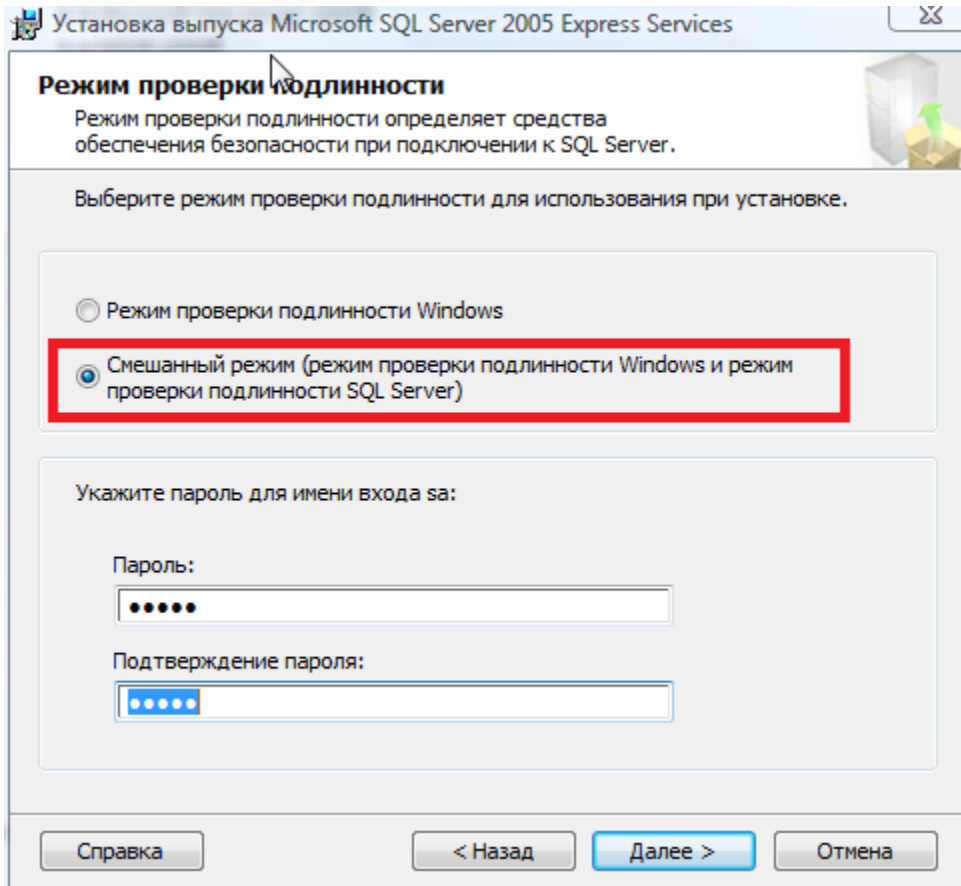 Установка выпуска Microsoft SQL Server 2005 Express Services
Режим проверки подлинности
Режим проверки подлинности определяет средства
обеспечения безопасности при подключении к SQL Server.
Выберите режим проверки подлинности для использования при установке.
Режим проверки подлинности Windows
Смешанный режим (режим проверки подлинности Windows и режим
проверки подлинности SQL Server)
Укажите пароль для имени входа sa:
Пароль:
•••••
Подтверждение пароля:
•••••
Справка
< Назад
Далее >
Отмена